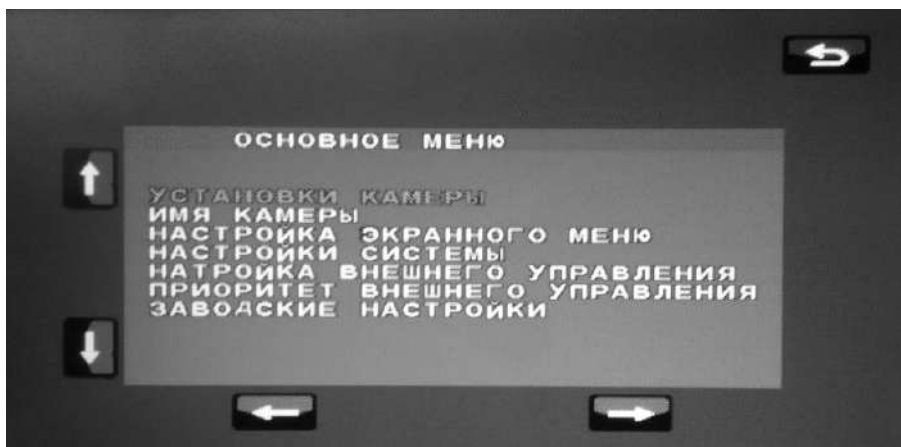 ОСНОВНОЕ МЕНЮ
УСТАНОВКИ КАМЕРЫ
ИМЯ КАМЕРЫ
НАСТРОЙКА ЭКРАННОГО МЕНЮ
НАСТРОЙКИ СИСТЕМЫ
НАТРОЙКА ВНЕШНЕГО УПРАВЛЕНИЯ
ПРИОРИТЕТ ВНЕШНЕГО УПРАВЛЕНИЯ
ЗАВОДСКИЕ НАСТРОЙКИ